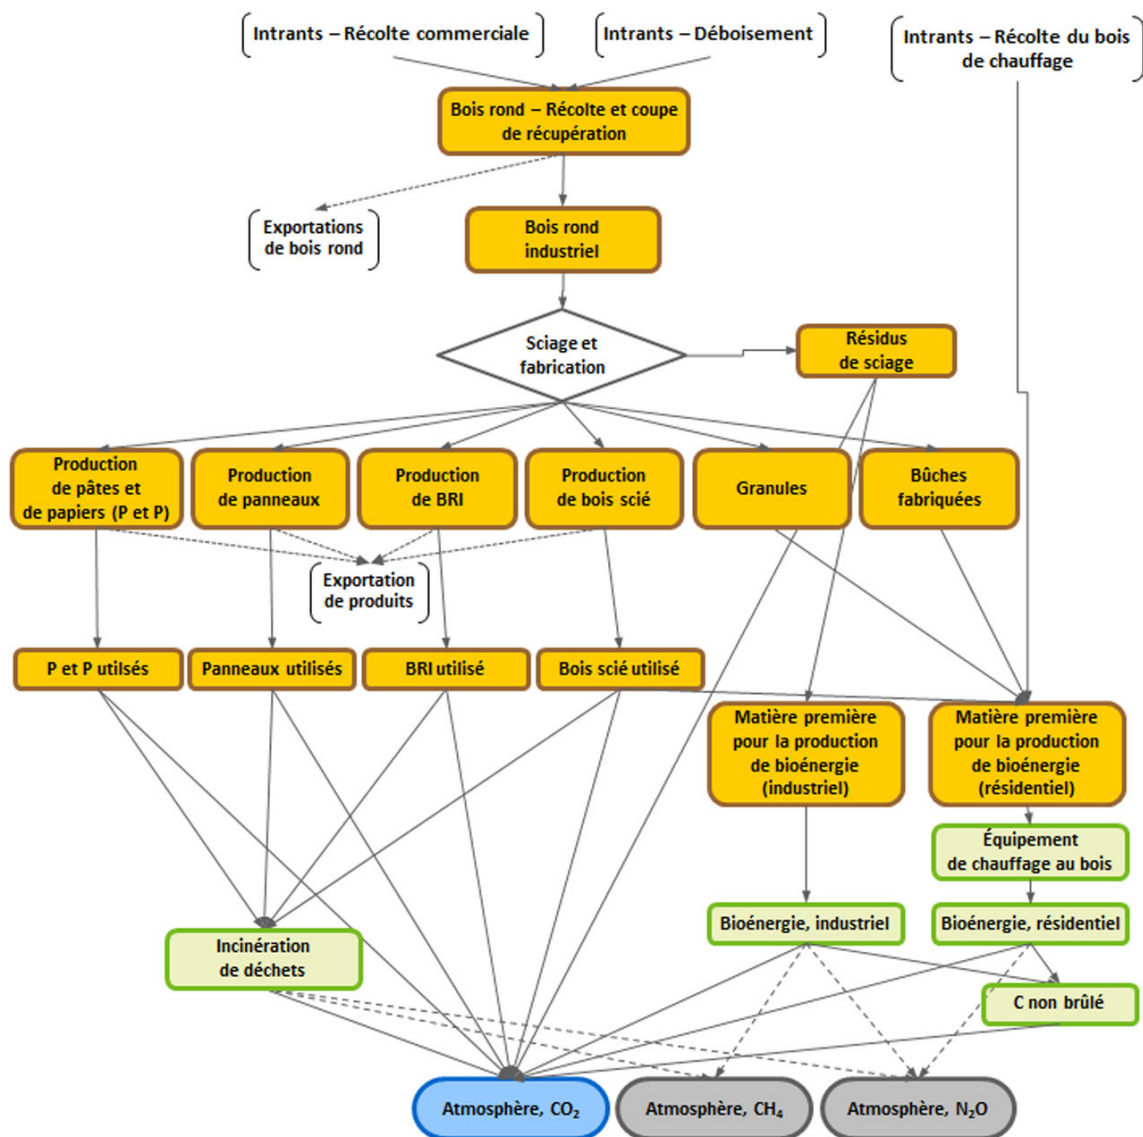 Intrants – Récolte commerciale
Intrants – Déboisement
Intrants – Récolte du bois
de chauffage
Bois rond – Récolte et coupe
de récupération
Exportations
de bois rond
Bois rond
industriel
Sciage et
fabrication
Résidus
de sciage
Production
de pâtes et
de papiers (P et P)
Production
de panneaux
Production
de BRI
Production
de bois scié
Granules
Bûches
fabriquées
Exportation
de produits
P et P utilsés
Panneaux utilisés
BRI utilisé
Bois scié utilisé
Matière première
pour la production
de bioénergie
(industriel)
Matière première
pour la production
de bioénergie
(résidentiel)
Équipement
de chauffage au bois
Bioénergie, industriel
Bioénergie, résidentiel
Incinération
de déchets
C non brûlé
Atmosphère, CO₂
Atmosphère, CH₄
Atmosphère, N₂O